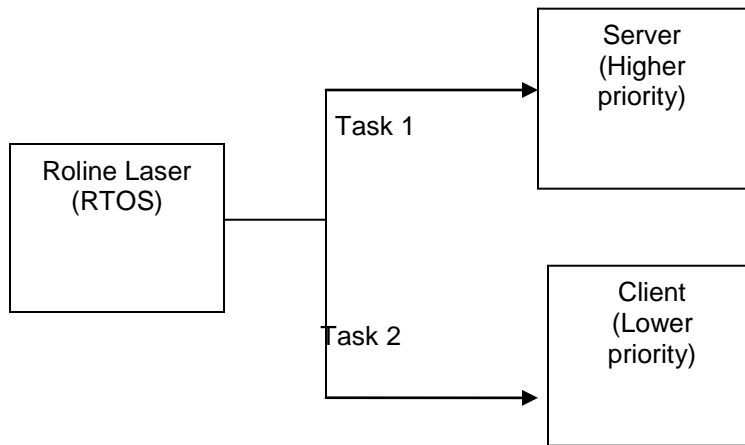 Server
(Higher
priority)
Task 1
Roline Laser
(RTOS)
Client
(Lower
priority)
Task 2